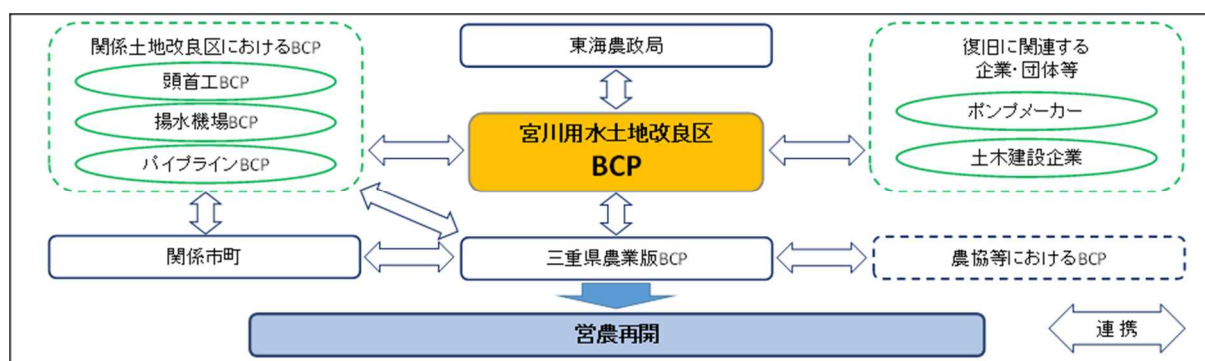 関係土地改良区におけるBCP
頭首工BCP
揚水機場BCP
パイプラインBCP
東海農政局
宮川用水土地改良区
BCP
復旧に関連する
企業・団体等
ポンプメーカー
土木建設企業
関係市町
三重県農業版BCP
農協等におけるBCP
営農再開
連携